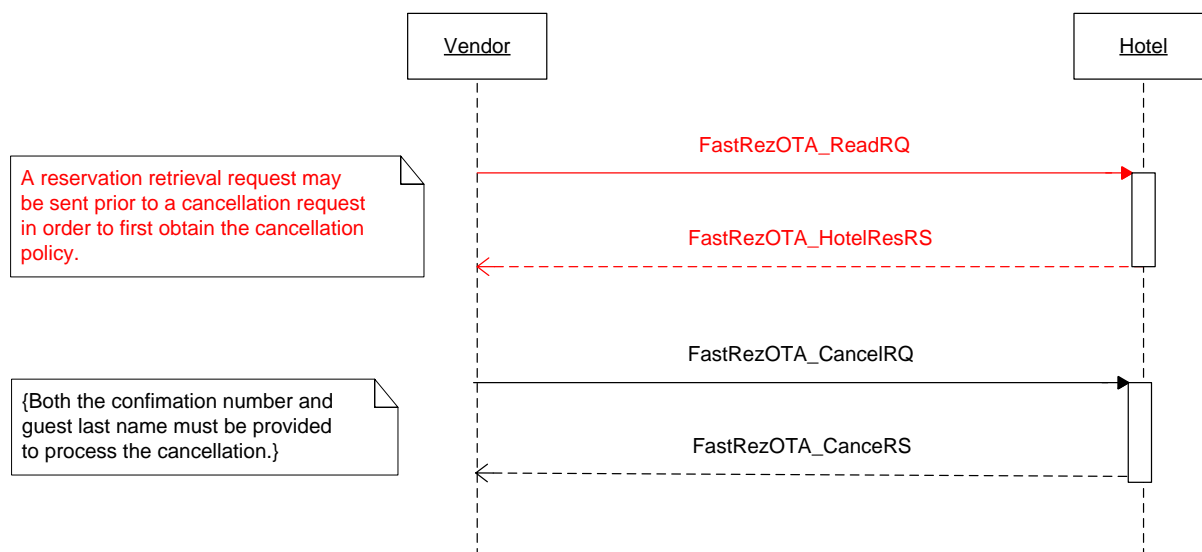 Vendor
Hotel
FastRezOTA_ReadRQ
A reservation retrieval request may
be sent prior to a cancellation request
in order to first obtain the cancellation
policy.
FastRezOTA_HotelResRS
FastRezOTA_CancelRQ
{Both the confimation number and
guest last name must be provided
to process the cancellation.}
FastRezOTA_CanceRS